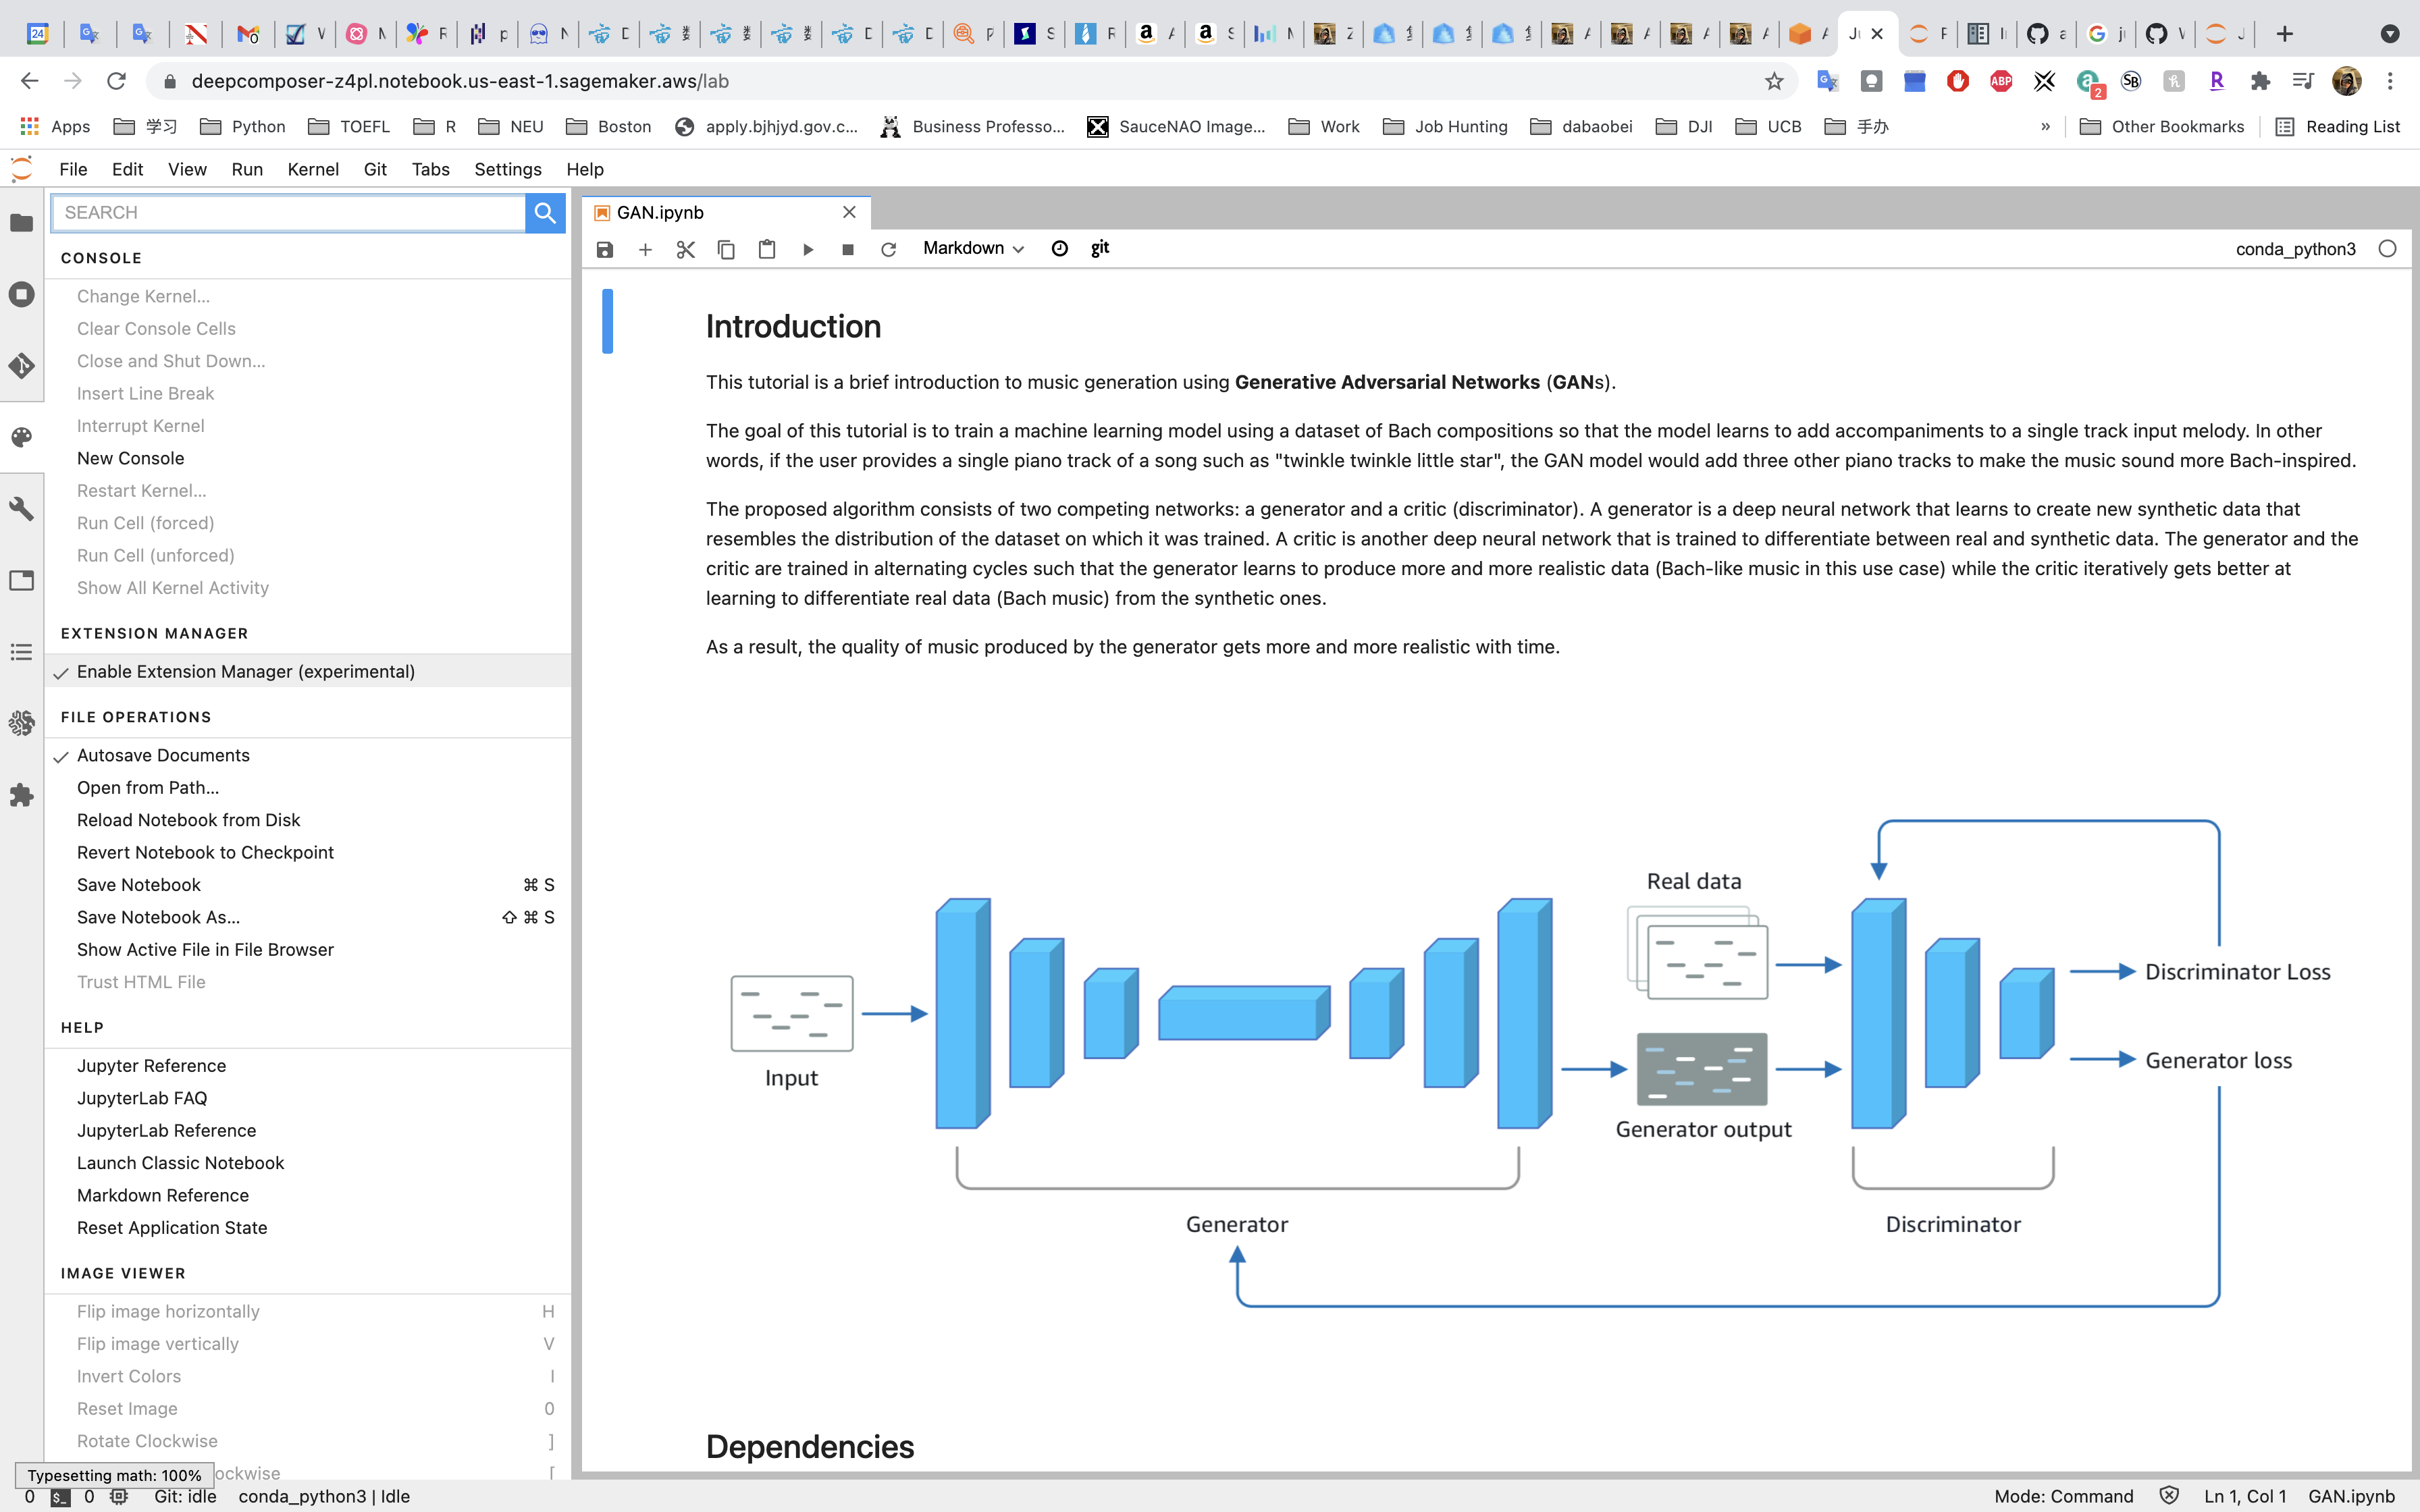 deepcomposer-z4pl.notebook.us-east-1.sagemaker.aws/lab
Apps 学习 Python TOEFL R NEU Boston apply.bjhjyd.gov.c... Business Professo... SauceNAO Image... Work Job Hunting dabaobei DJI UCB 手办 » Other Bookmarks Reading List
File Edit View Run Kernel Git Tabs Settings Help
SEARCH
CONSOLE
Change Kernel...
Clear Console Cells
Close and Shut Down...
Insert Line Break
Interrupt Kernel
New Console
Restart Kernel...
Run Cell (forced)
Run Cell (unforced)
Show All Kernel Activity
EXTENSION MANAGER
Enable Extension Manager (experimental)
FILE OPERATIONS
Autosave Documents
Open from Path...
Reload Notebook from Disk
Revert Notebook to Checkpoint
Save Notebook ⌘ S
Save Notebook As... ⇧ ⌘ S
Show Active File in File Browser
Trust HTML File
HELP
Jupyter Reference
JupyterLab FAQ
JupyterLab Reference
Launch Classic Notebook
Markdown Reference
Reset Application State
IMAGE VIEWER
Flip image horizontally H
Flip image vertically V
Invert Colors I
Reset Image 0
Rotate Clockwise ]
ockwise [
Typesetting math: 100%
GAN.ipynb
Markdown git conda_python3
Introduction
This tutorial is a brief introduction to music generation using Generative Adversarial Networks (GANs).
The goal of this tutorial is to train a machine learning model using a dataset of Bach compositions so that the model learns to add accompaniments to a single track input melody. In other
words, if the user provides a single piano track of a song such as "twinkle twinkle little star", the GAN model would add three other piano tracks to make the music sound more Bach-inspired.
The proposed algorithm consists of two competing networks: a generator and a critic (discriminator). A generator is a deep neural network that learns to create new synthetic data that
resembles the distribution of the dataset on which it was trained. A critic is another deep neural network that is trained to differentiate between real and synthetic data. The generator and the
critic are trained in alternating cycles such that the generator learns to produce more and more realistic data (Bach-like music in this use case) while the critic iteratively gets better at
learning to differentiate real data (Bach music) from the synthetic ones.
As a result, the quality of music produced by the generator gets more and more realistic with time.
Real data
Input
Discriminator Loss
Generator loss
Generator output
Generator
Discriminator
Dependencies
0 0 Git: idle conda_python3 | Idle Mode: Command Ln 1, Col 1 GAN.ipynb